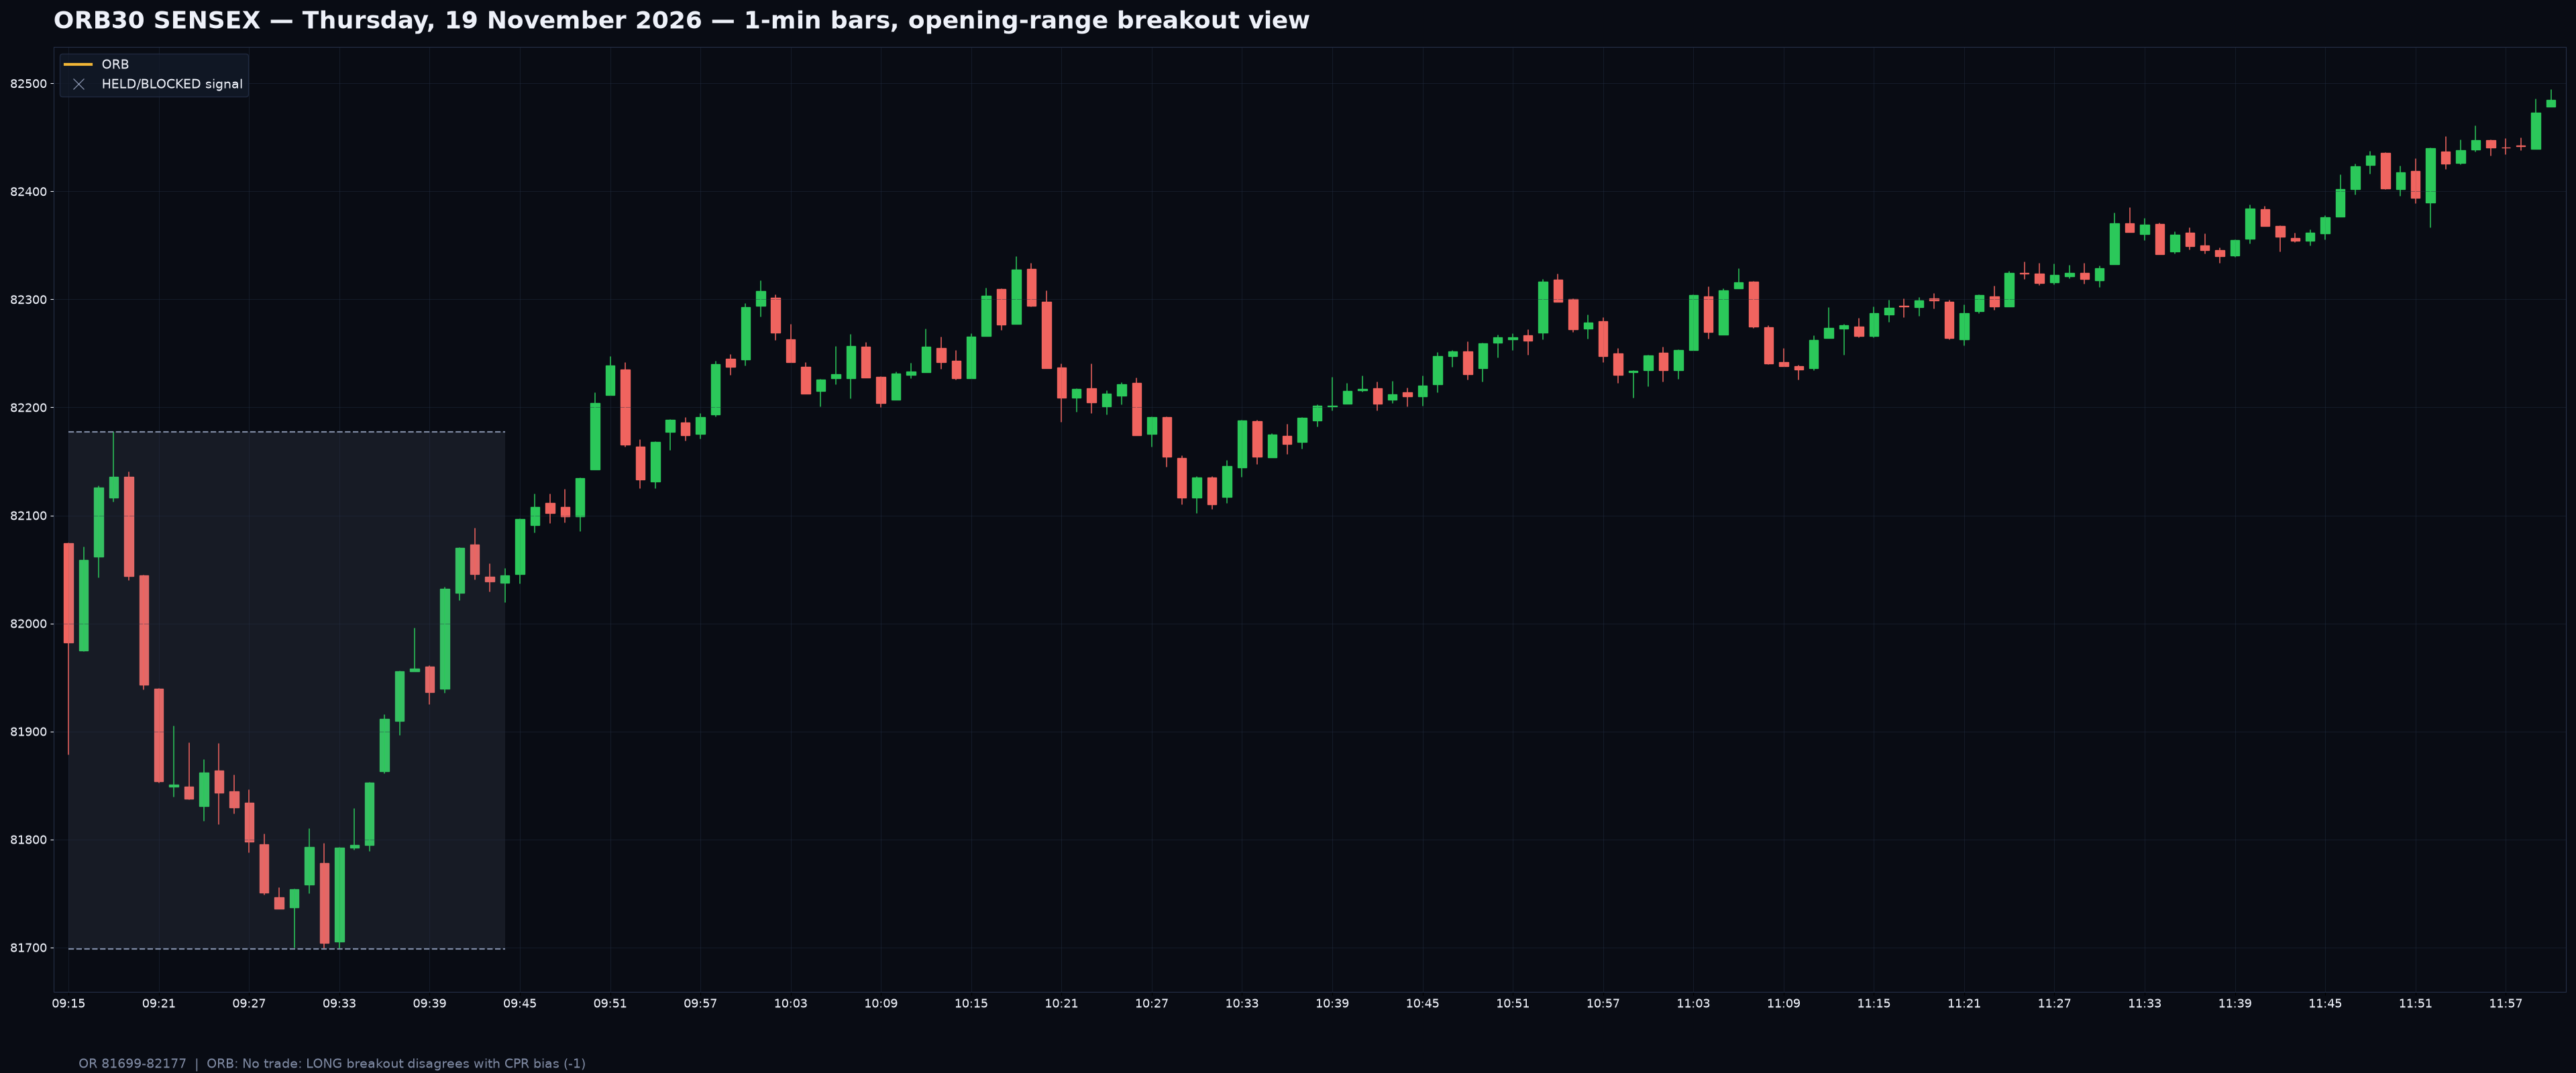 ORB30 SENSEX — Thursday, 19 November 2026 — 1-min bars, opening-range breakout view
ORB
HELD/BLOCKED signal
82500
82400
82300
82200
82100
82000
81900
81800
81700
09:15 09:21 09:27 09:33 09:39 09:45 09:51 09:57 10:03 10:09 10:15 10:21 10:27 10:33 10:39 10:45 10:51 10:57 11:03 11:09 11:15 11:21 11:27 11:33 11:39 11:45 11:51 11:57
OR 81699-82177 | ORB: No trade: LONG breakout disagrees with CPR bias (-1)